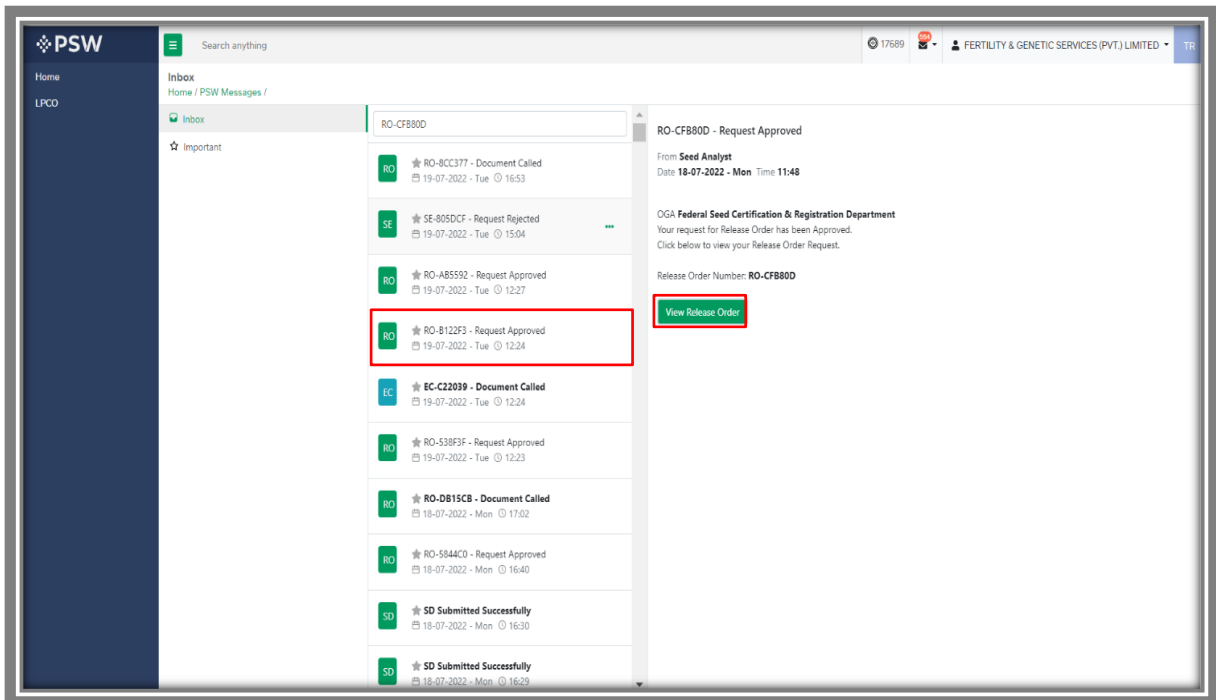 PSW
Search anything
17689
554
FERTILITY & GENETIC SERVICES (PVT.) LIMITED
TR
Home
LPCO
Inbox
Home / PSW Messages /
Inbox
Important
RO-CFB80D
RO
RO-8CC377 - Document Called
19-07-2022 - Tue 16:53
SE
SE-805DCF - Request Rejected
19-07-2022 - Tue 15:04
RO
RO-AB5592 - Request Approved
19-07-2022 - Tue 12:27
RO
RO-B122F3 - Request Approved
19-07-2022 - Tue 12:24
EC
EC-C22039 - Document Called
19-07-2022 - Tue 12:24
RO
RO-538F3F - Request Approved
19-07-2022 - Tue 12:23
RO
RO-DB15CB - Document Called
18-07-2022 - Mon 17:02
RO
RO-5844C0 - Request Approved
18-07-2022 - Mon 16:40
SD
SD Submitted Successfully
18-07-2022 - Mon 16:30
SD
SD Submitted Successfully
18-07-2022 - Mon 16:29
RO-CFB80D - Request Approved
From Seed Analyst
Date 18-07-2022 - Mon Time 11:48
OGA Federal Seed Certification & Registration Department
Your request for Release Order has been Approved.
Click below to view your Release Order Request.
Release Order Number: RO-CFB80D
View Release Order